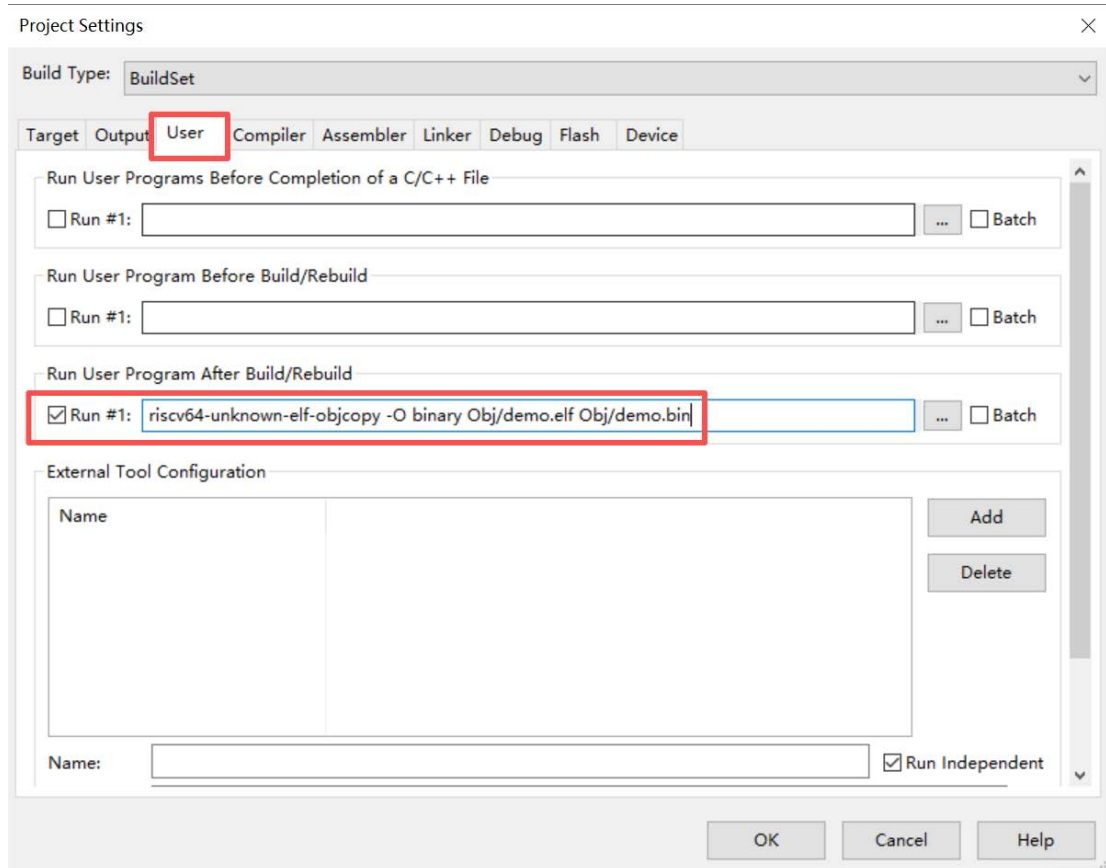 Project Settings
Build Type: BuildSet
Target Output User Compiler Assembler Linker Debug Flash Device
Run User Programs Before Completion of a C/C++ File
Run #1: ... Batch
Run User Program Before Build/Rebuild
Run #1: ... Batch
Run User Program After Build/Rebuild
Run #1: riscv64-unknown-elf-objcopy -O binary Obj/demo.elf Obj/demo.bin ... Batch
External Tool Configuration
Name
Add
Delete
Name: Run Independent
OK Cancel Help